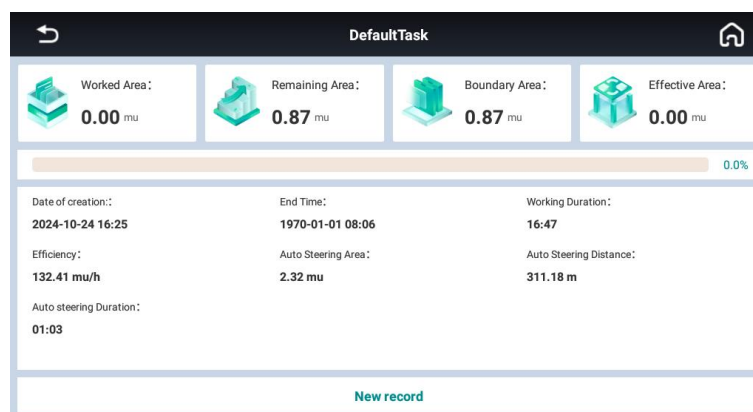 DefaultTask
Worked Area:
0.00 mu
Remaining Area:
0.87 mu
Boundary Area:
0.87 mu
Effective Area:
0.00 mu
0.0%
Date of creation::
2024-10-24 16:25
End Time:
1970-01-01 08:06
Working Duration:
16:47
Efficiency:
132.41 mu/h
Auto Steering Area:
2.32 mu
Auto Steering Distance:
311.18 m
Auto steering Duration:
01:03
New record